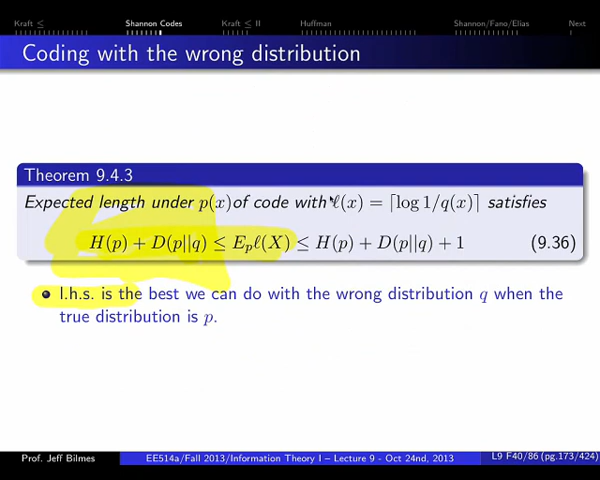 Kraft ≤ Shannon Codes Kraft ≤ II Huffman Shannon/Fano/Elias Next
Coding with the wrong distribution
Theorem 9.4.3
Expected length under p(x)of code with ℓ(x) = ⌈log 1/q(x)⌉ satisfies
H(p) + D(p||q) ≤ E_pℓ(X) ≤ H(p) + D(p||q) + 1 (9.36)
l.h.s. is the best we can do with the wrong distribution q when the
true distribution is p.
Prof. Jeff Bilmes EE514a/Fall 2013/Information Theory I – Lecture 9 - Oct 24nd, 2013 L9 F40/86 (pg.173/424)